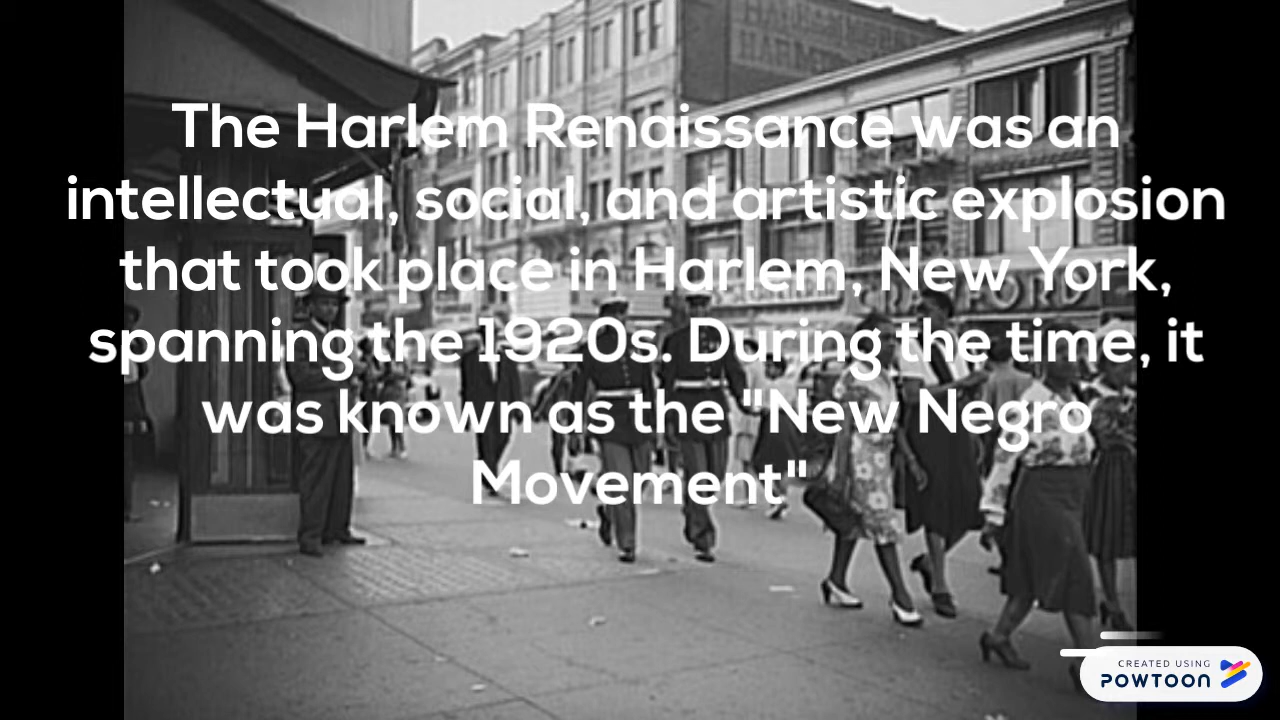 The Harlem Renaissance was an
intellectual, social, and artistic explosion
that took place in Harlem, New York,
spanning the 1920s. During the time, it
was known as the "New Negro
Movement"
CREATED USING
POWTOON